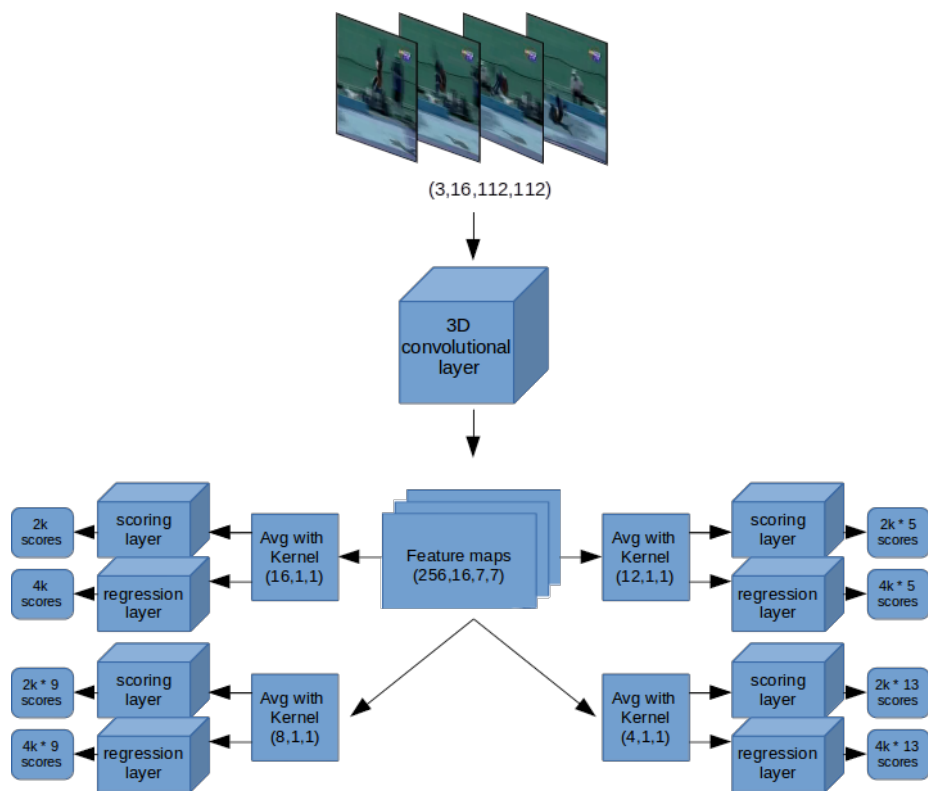 (3,16,112,112)
3D
convolutional
layer
Feature maps
(256,16,7,7)
Avg with
Kernel
(16,1,1)
scoring
layer
2k
scores
regression
layer
4k
scores
Avg with
Kernel
(12,1,1)
scoring
layer
2k * 5
scores
regression
layer
4k * 5
scores
Avg with
Kernel
(8,1,1)
scoring
layer
2k * 9
scores
regression
layer
4k * 9
scores
Avg with
Kernel
(4,1,1)
scoring
layer
2k * 13
scores
regression
layer
4k * 13
scores